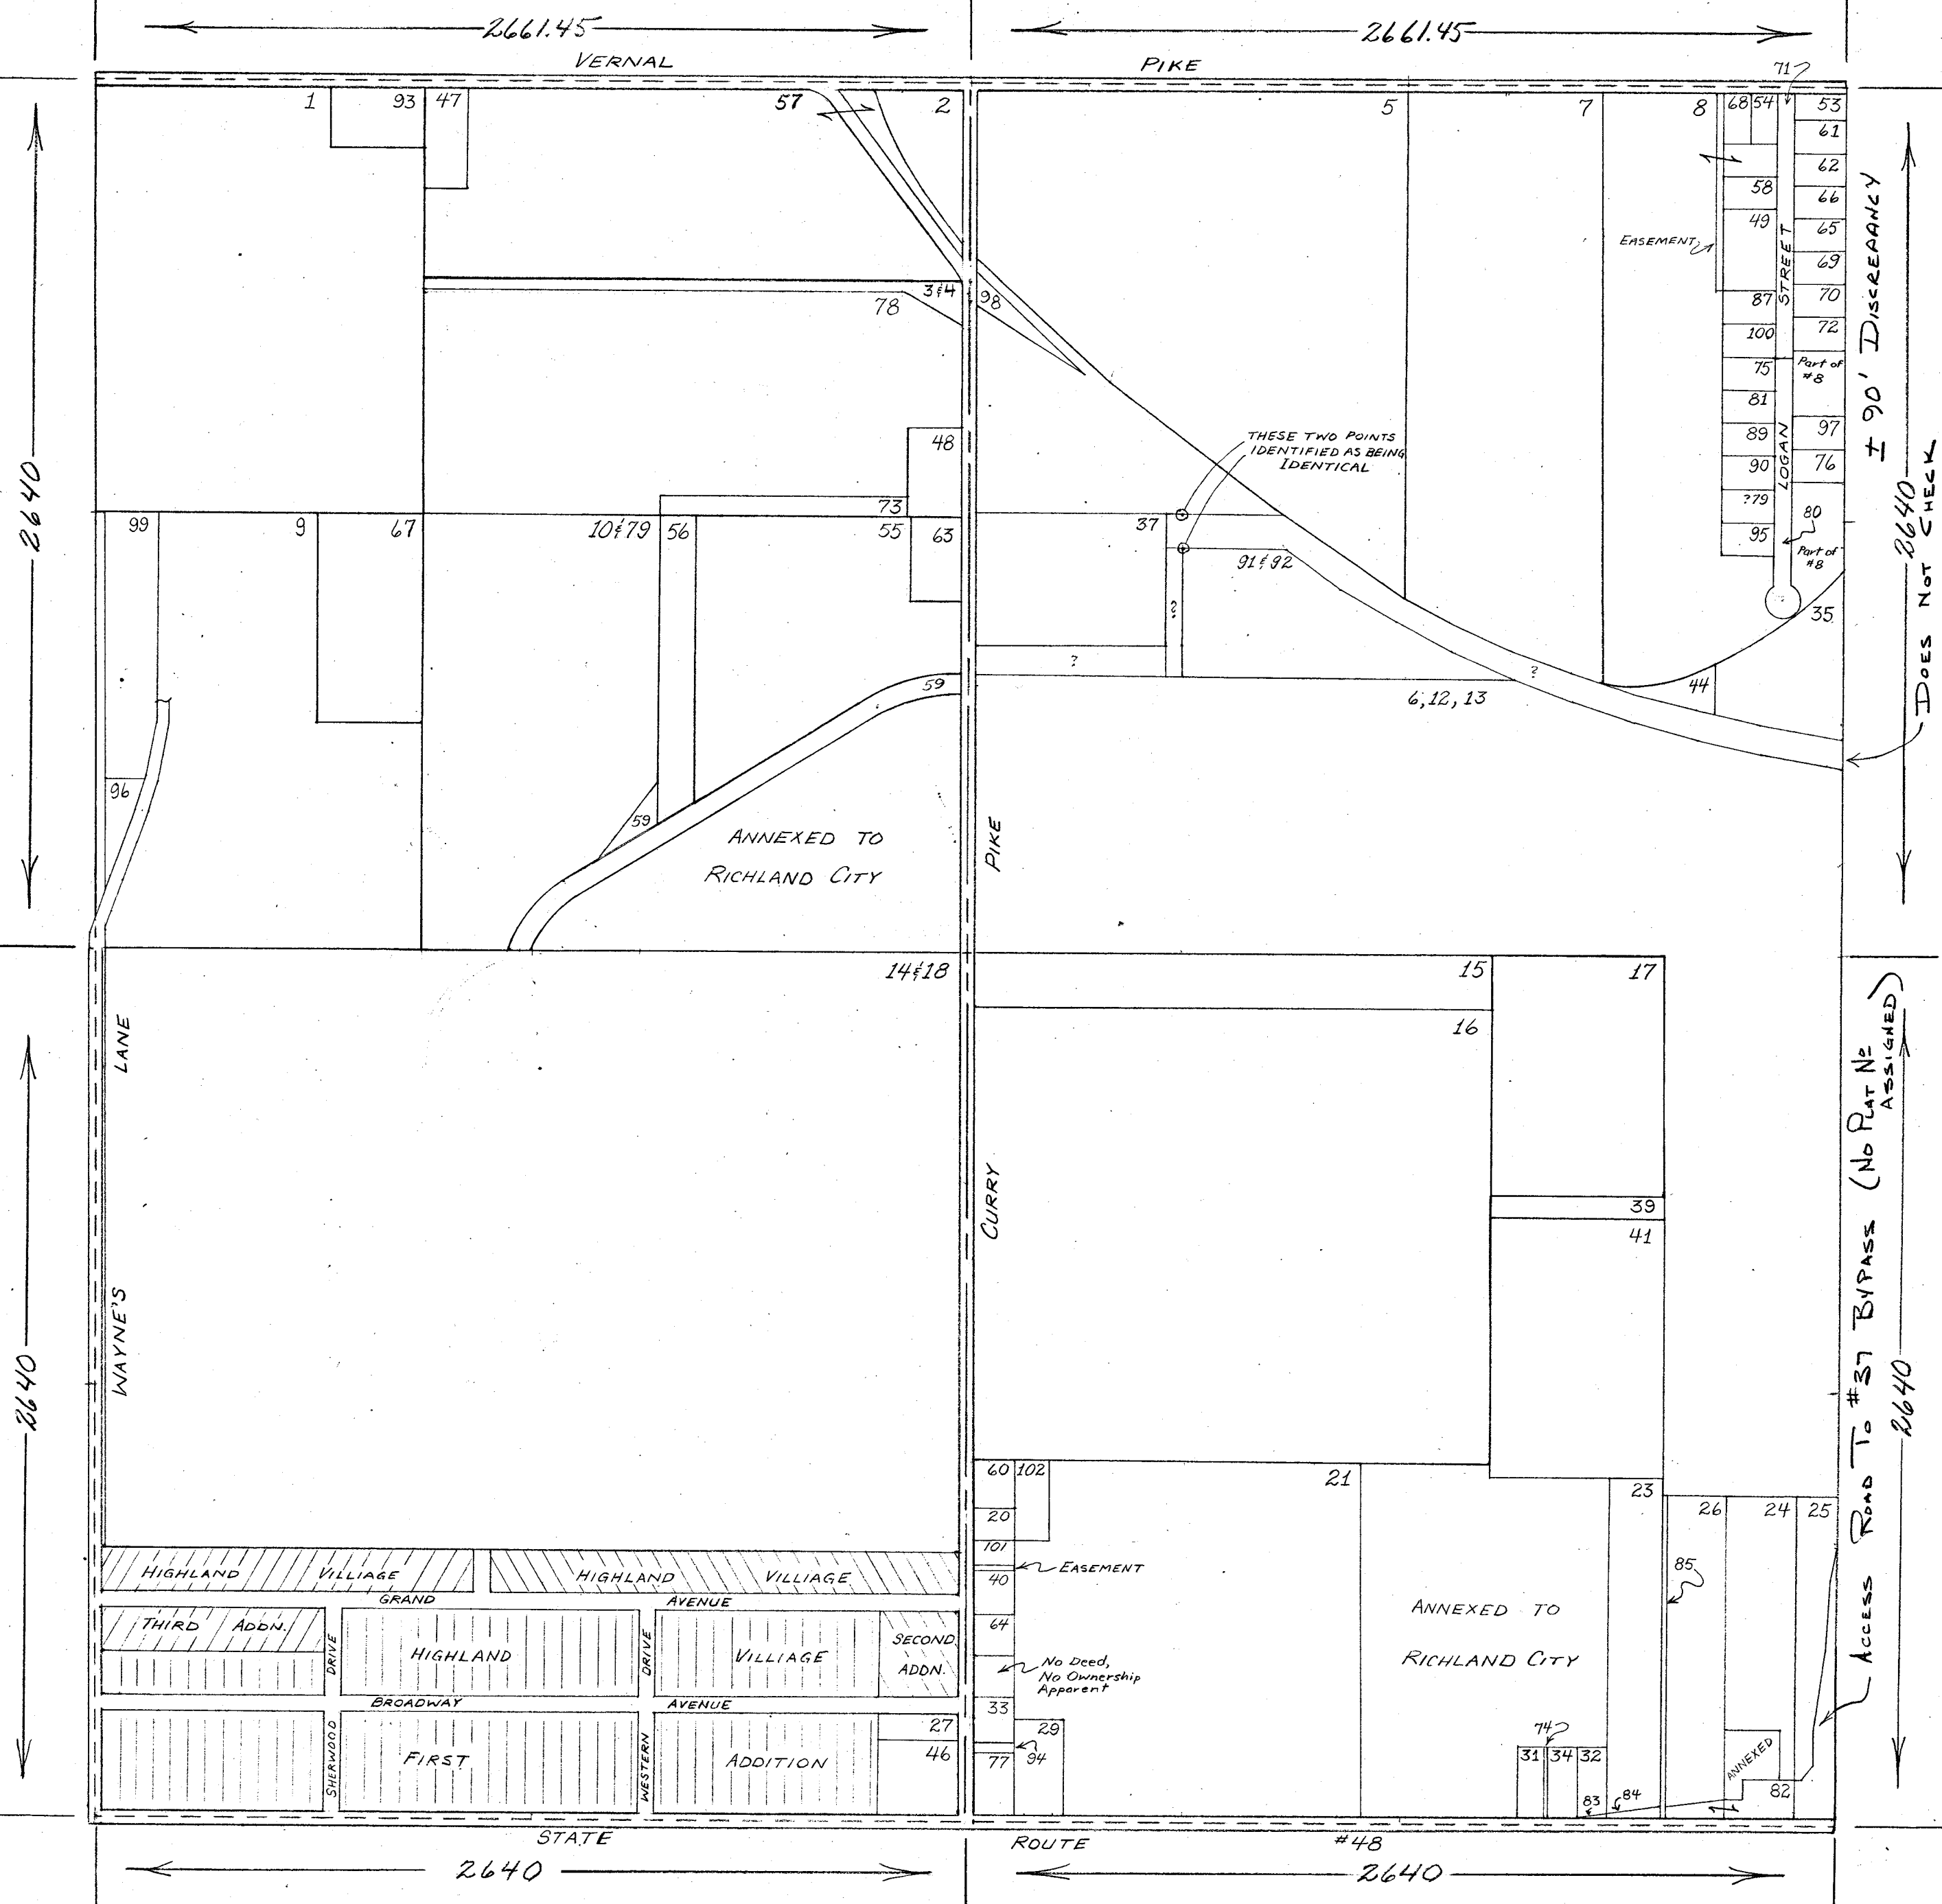 2661.45
2661.45
VERNAL
PIKE
71
1
93
47
57
2
5
7
8
68
54
53
61
62
58
66
49
65
EASEMENT
STREET
69
3&4
98
78
87
70
100
72
75
Part of
#8
81
48
THESE TWO POINTS
IDENTIFIED AS BEING
IDENTICAL
89
LOGAN
97
90
76
73
?79
99
9
67
10&79
56
55
63
37
80
95
Part of
#8
91&92
?
35
?
?
59
44
6, 12, 13
96
59
ANNEXED TO
RICHLAND CITY
PIKE
2640
2640
± 90' DISCREPANCY
DOES NOT CHECK
14&18
15
17
16
LANE
WAYNE'S
CURRY
39
41
2640
2640
ACCESS ROAD TO #37 BYPASS (NO PLAT NO
ASSIGNED)
60
102
21
23
20
26
24
25
101
EASEMENT
40
85
HIGHLAND
VILLIAGE
HIGHLAND
VILLIAGE
GRAND
AVENUE
THIRD
ADDN.
DRIVE
HIGHLAND
DRIVE
VILLIAGE
SECOND
ADDN.
64
ANNEXED TO
RICHLAND CITY
No Deed,
No Ownership
Apparent
BROADWAY
AVENUE
33
27
29
46
77
94
74
31
34
32
ANNEXED
SHERWOOD
FIRST
WESTERN
ADDITION
83
84
82
STATE
ROUTE
#48
2640
2640